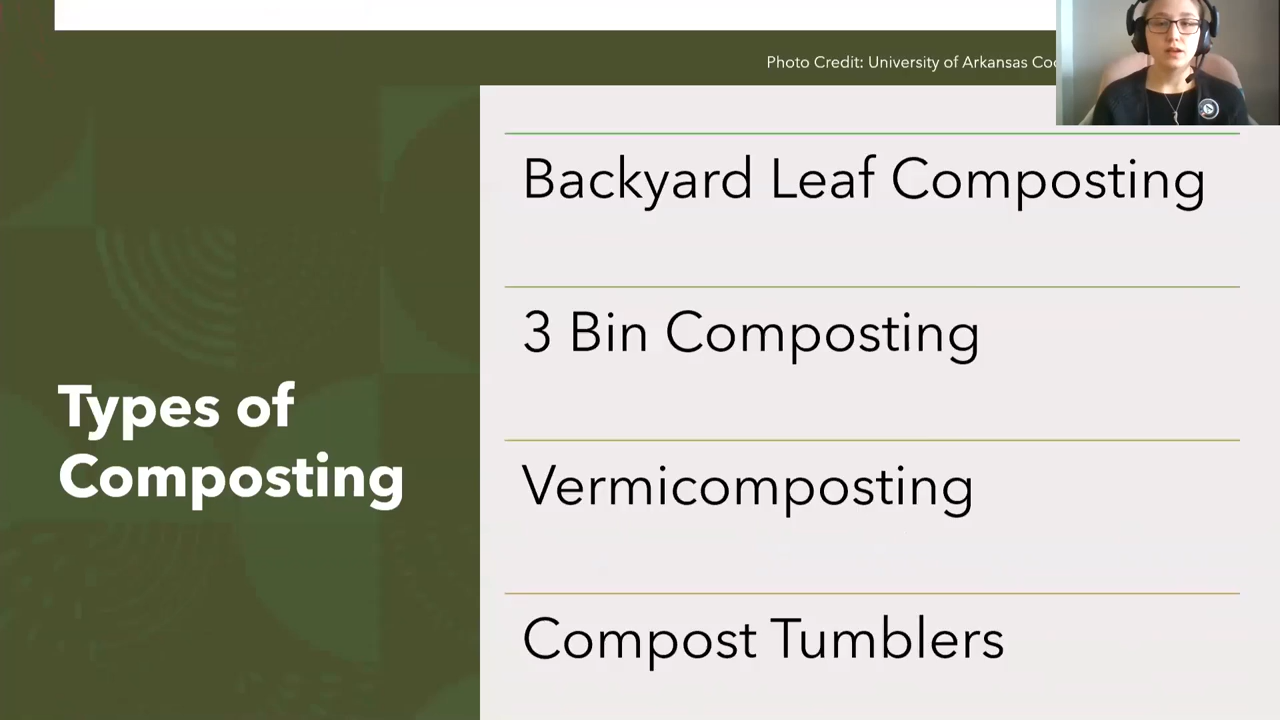 Photo Credit: University of Arkansas
Backyard Leaf Composting
3 Bin Composting
Types of
Composting
Vermicomposting
Compost Tumblers